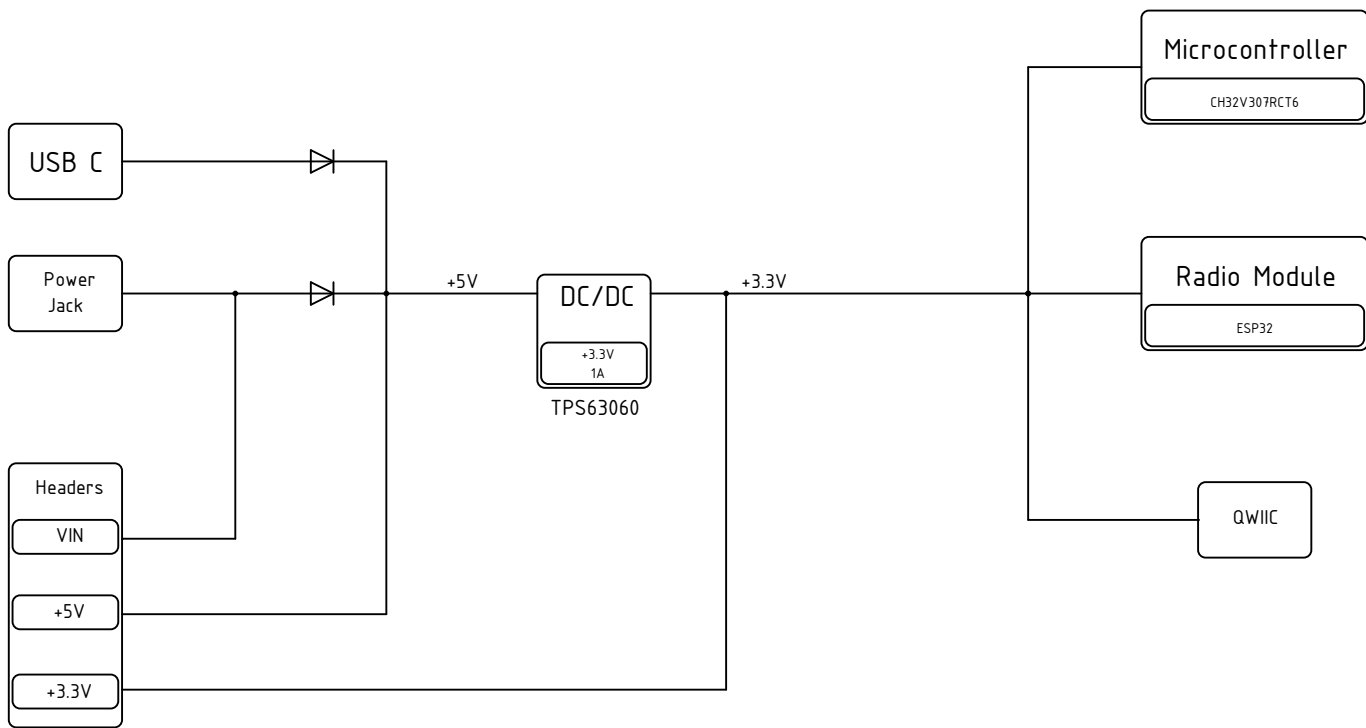 Microcontroller
CH32V307RCT6
USB C
Power
Jack
+5V
DC/DC
+3.3V
1A
TPS63060
+3.3V
Radio Module
ESP32
Headers
VIN
+5V
+3.3V
QWIIC